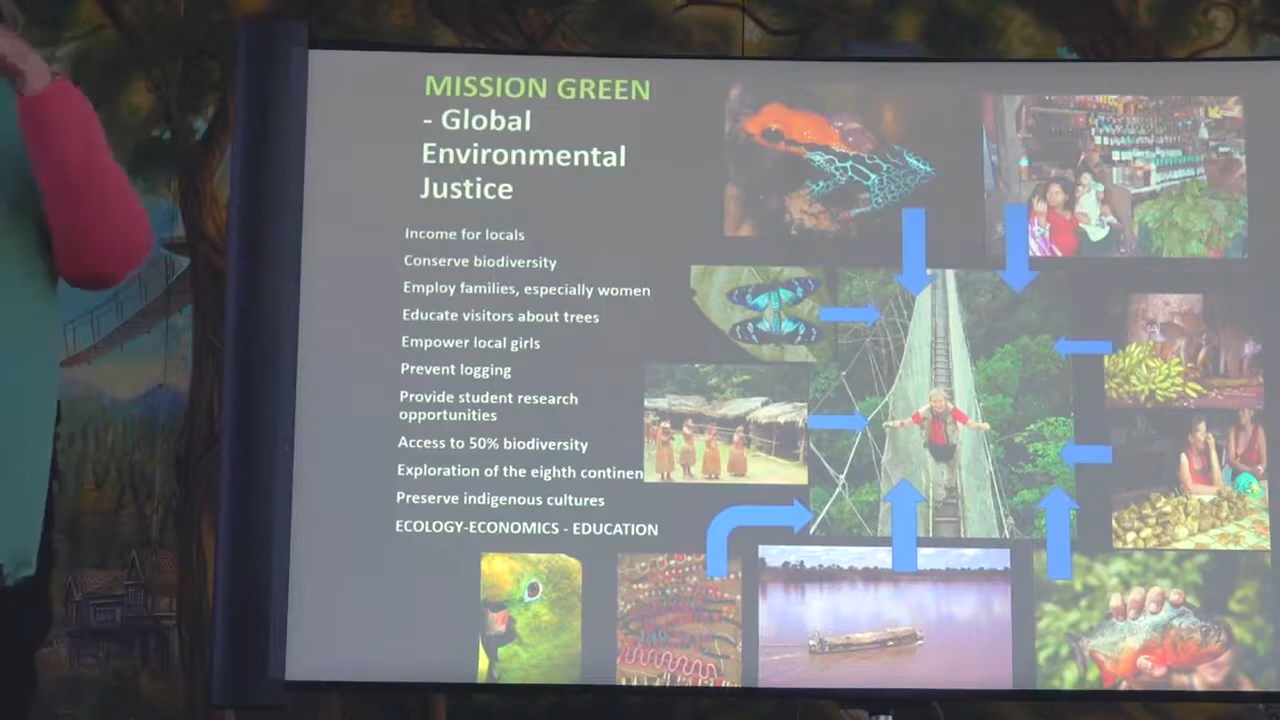 MISSION GREEN
- Global
Environmental
Justice
Income for locals
Conserve biodiversity
Employ families, especially women
Educate visitors about trees
Empower local girls
Prevent logging
Provide student research
opportunities
Access to 50% biodiversity
Exploration of the eighth continen
Preserve indigenous cultures
ECOLOGY-ECONOMICS - EDUCATION